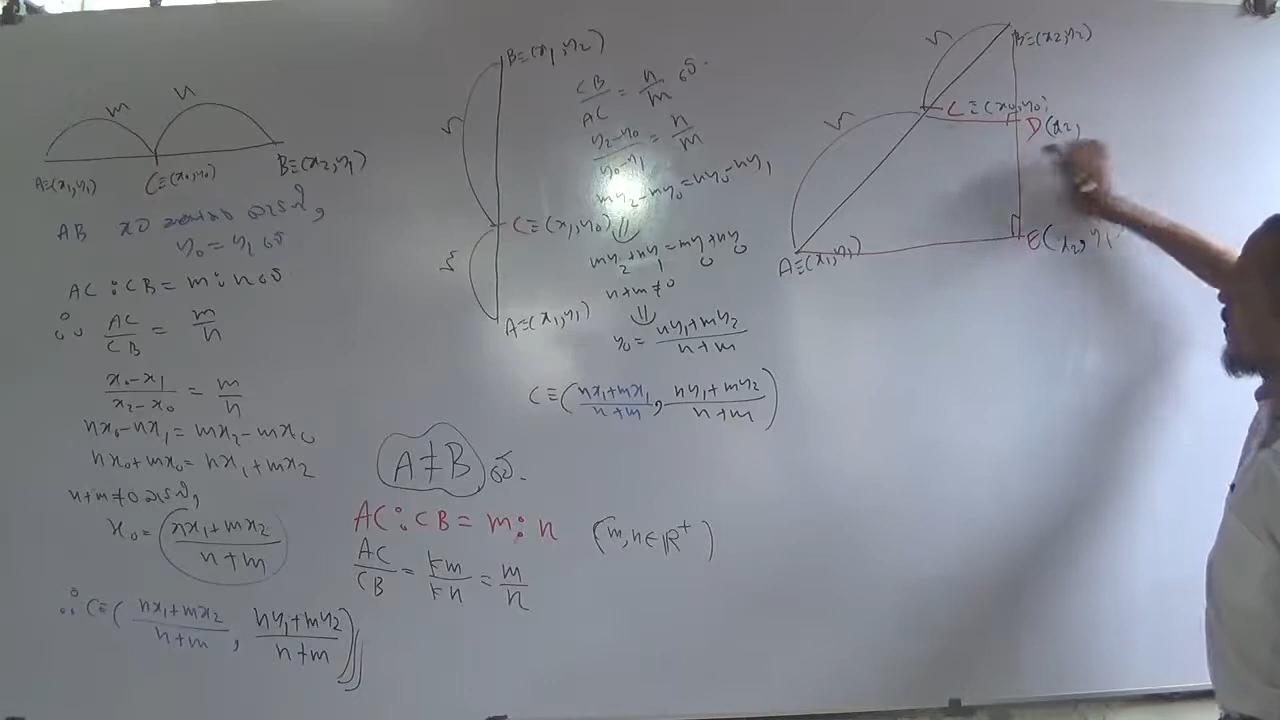 m n
A≡(x₁,y₁) C≡(x₀,y₀) B≡(x₂,y₁)
AB x0
y₀ = y₁
AC : CB = m : n
∴ AC/CB = m/n
(x₀-x₁)/(x₂-x₀) = m/n
nx₀-nx₁ = mx₂-mx₀
nx₀+mx₀ = nx₁+mx₂
n+m≠0
x₀ = (nx₁+mx₂)/(n+m)
∴ C≡((nx₁+mx₂)/(n+m), (ny₁+my₂)/(n+m))
B≡(x₁,y₂)
C≡(x₁,y₀)
A≡(x₁,y₁)
CB/AC = n/m
(y₂-y₀)/(y₀-y₁) = n/m
my₂-my₀ = ny₀-ny₁
⇓
my₂+ny₁ = my₀+ny₀
n+m≠0
⇓
y₀ = (ny₁+my₂)/(n+m)
C≡((nx₁+mx₁)/(n+m), (ny₁+my₂)/(n+m))
A≠B
AC : CB = m : n (m,n∈ℝ⁺)
AC/CB = km/kn = m/n
B≡(x₂,y₂)
C≡(x₀,y₀)
D(x₂,
A≡(x₁,y₁) E(x₂,y₁)